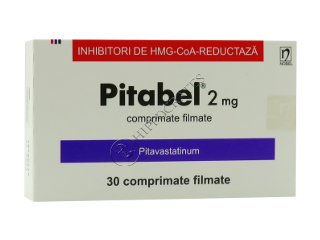 INHIBITORI DE HMG-CoA-REDUCTAZĂ
Pitabel® 2 mg
comprimate filmate
Pitavastatinum
30 comprimate filmate